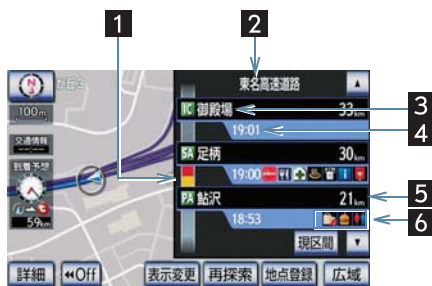 1
2
東名高速道路
▲
IC 御殿場 33km
3
100m
19:01
4
交通情報
SA 足柄 30km
到着予想
19:00
PA 鮎沢 21km
5
59km
18:53
6
現区間 ▼
詳細 ◀◀Off 表示変更 再探索 地点登録 広域